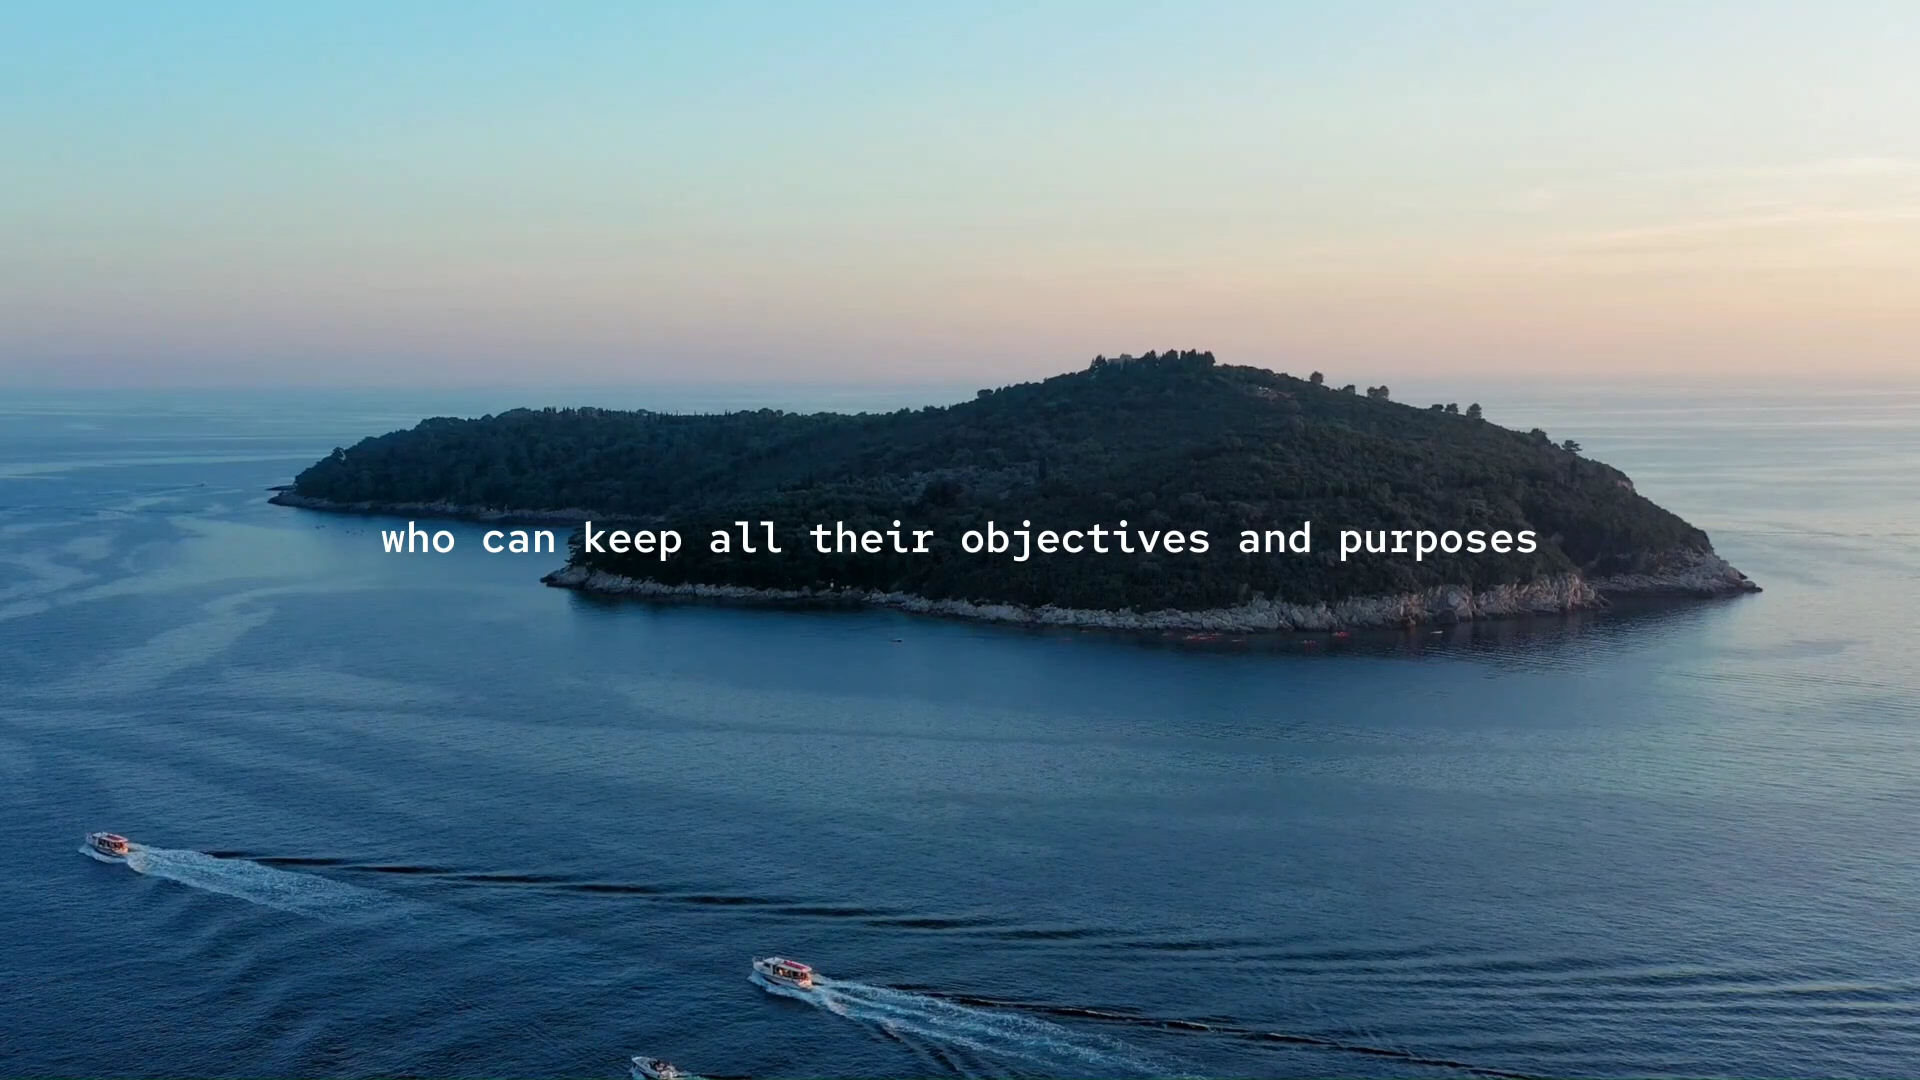 who can keep all their objectives and purposes